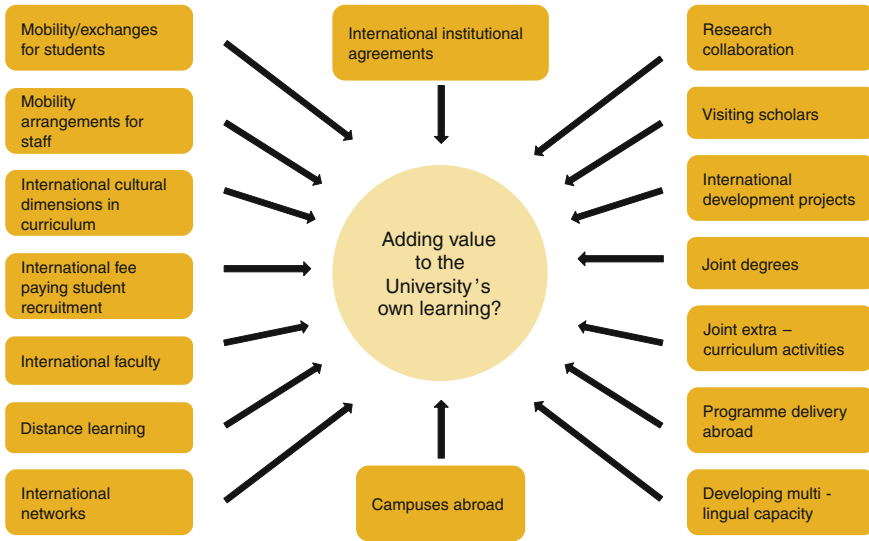 Mobility/exchanges
for students
Mobility
arrangements for
staff
International cultural
dimensions in
curriculum
International fee
paying student
recruitment
International faculty
Distance learning
International
networks
International institutional
agreements
Adding value
to the
University's
own learning?
Campuses abroad
Research
collaboration
Visiting scholars
International
development projects
Joint degrees
Joint extra –
curriculum activities
Programme delivery
abroad
Developing multi -
lingual capacity